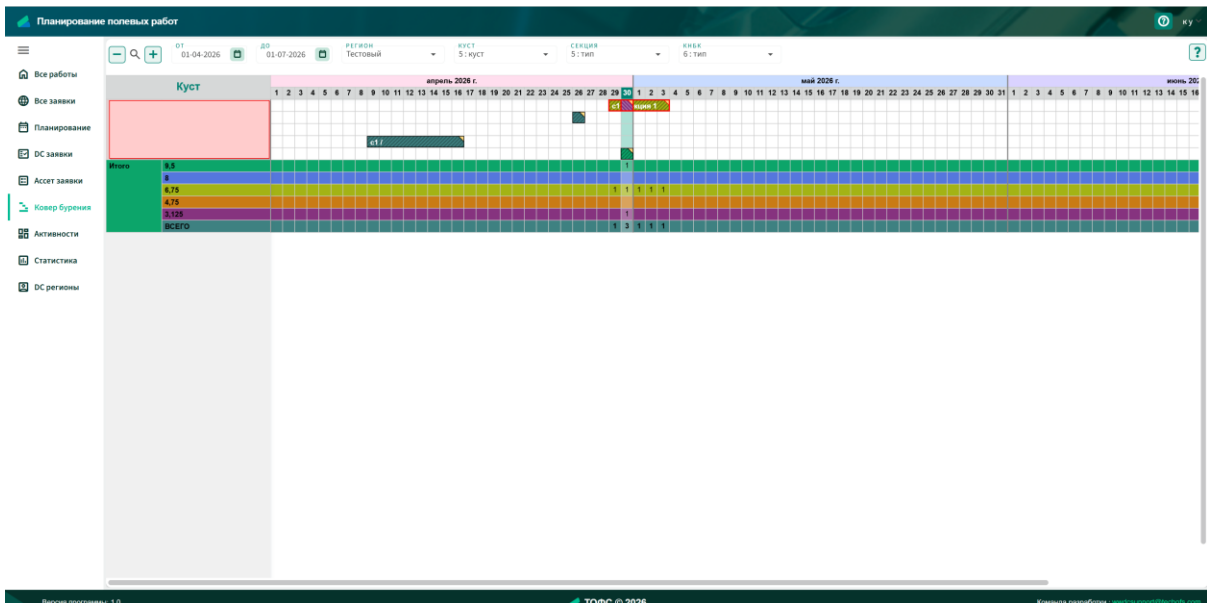 Планирование полевых работ
ку
ОТ
01-04-2026
ДО
01-07-2026
РЕГИОН
Тестовый
КУСТ
5 : куст
СЕКЦИЯ
5 : тип
КНБК
6 : тип
?
Все работы
Все заявки
Планирование
DC заявки
Ассет заявки
Ковер бурения
Активности
Статистика
DC регионы
Куст
апрель 2026 г.
май 2026 г.
июнь 202
1 2 3 4 5 6 7 8 9 10 11 12 13 14 15 16 17 18 19 20 21 22 23 24 25 26 27 28 29 30 1 2 3 4 5 6 7 8 9 10 11 12 13 14 15 16 17 18 19 20 21 22 23 24 25 26 27 28 29 30 31 1 2 3 4 5 6 7 8 9 10 11 12 13 14 15 16
с1 кция 1
с1 /
Итого 9,5 1
8
6,75 1 1 1 1 1
4,75
3,125 1
ВСЕГО 1 3 1 1 1
Версия программы: 1.0
ТОФС © 2026
Команда разработки :